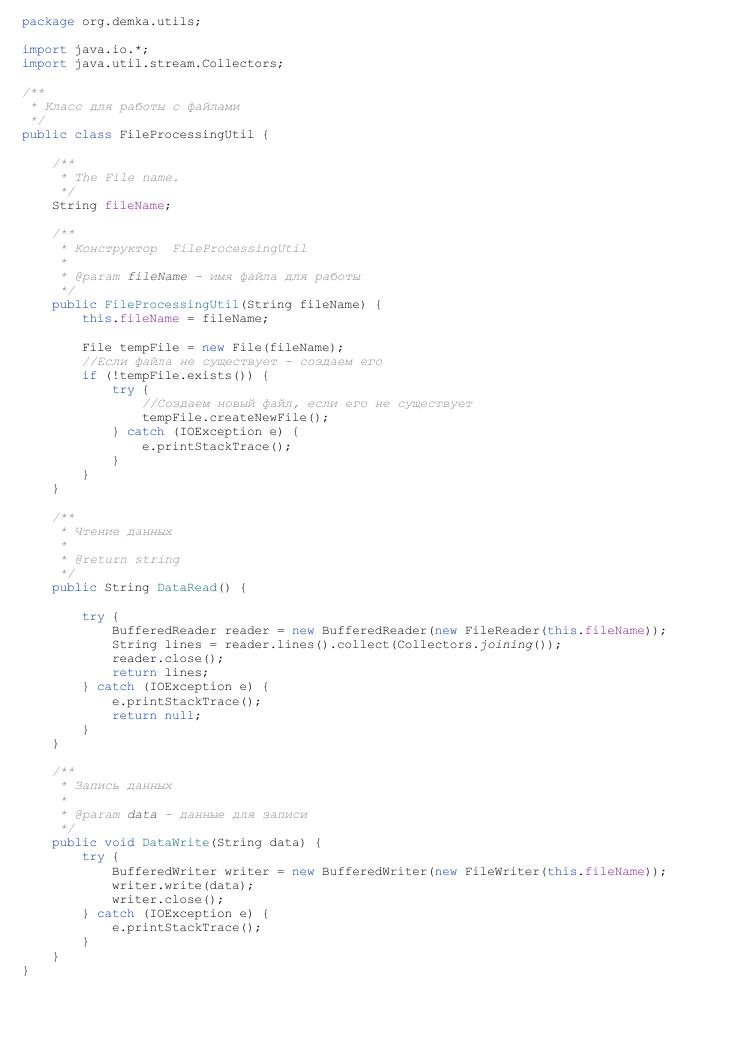 package org.demka.utils;
import java.io.*;
import java.util.stream.Collectors;
/**
 * Класс для работы с файлами
 */
public class FileProcessingUtil {
    /**
     * The File name.
     */
    String fileName;
    /**
     * Конструктор  FileProcessingUtil
     *
     * @param fileName - имя файла для работы
     */
    public FileProcessingUtil(String fileName) {
        this.fileName = fileName;
        File tempFile = new File(fileName);
        //Если файла не существует - создаем его
        if (!tempFile.exists()) {
            try {
                //Создаем новый файл, если его не существует
                tempFile.createNewFile();
            } catch (IOException e) {
                e.printStackTrace();
            }
        }
    }
    /**
     * Чтение данных
     *
     * @return string
     */
    public String DataRead() {
        try {
            BufferedReader reader = new BufferedReader(new FileReader(this.fileName));
            String lines = reader.lines().collect(Collectors.joining());
            reader.close();
            return lines;
        } catch (IOException e) {
            e.printStackTrace();
            return null;
        }
    }
    /**
     * Запись данных
     *
     * @param data - данные для записи
     */
    public void DataWrite(String data) {
        try {
            BufferedWriter writer = new BufferedWriter(new FileWriter(this.fileName));
            writer.write(data);
            writer.close();
        } catch (IOException e) {
            e.printStackTrace();
        }
    }
}